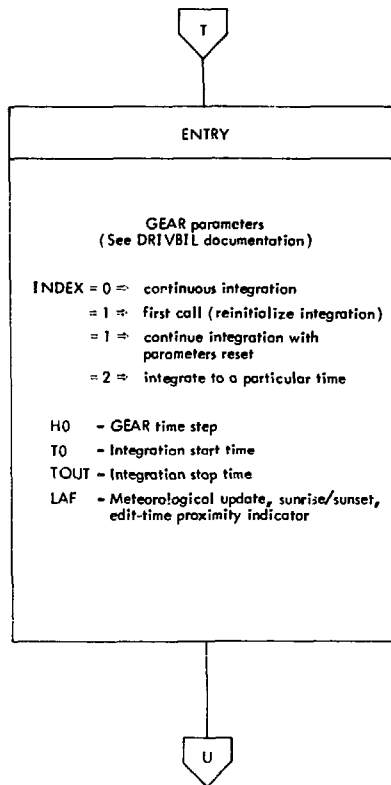 T
ENTRY
GEAR parameters
(See DRIVBIL documentation)
INDEX = 0 ⇒ continuous integration
= 1 ⇒ first call (reinitialize integration)
= 1 ⇒ continue integration with
parameters reset
= 2 ⇒ integrate to a particular time
H0 - GEAR time step
T0 - Integration start time
TOUT - Integration stop time
LAF - Meteorological update, sunrise/sunset,
edit-time proximity indicator
U